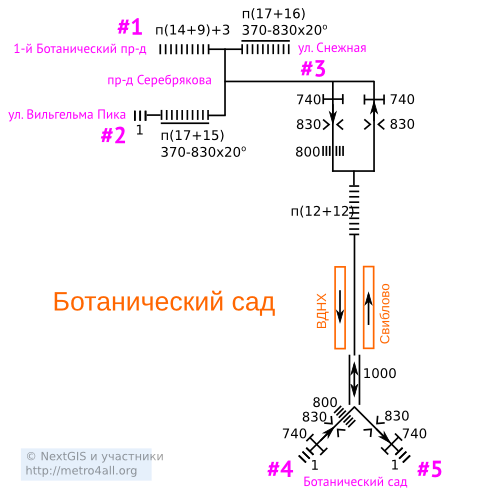 #1
п(14+9)+3
п(17+16)
370-830x20º
1-й Ботанический пр-д
ул. Снежная
#3
пр-д Серебрякова
740
740
ул. Вильгельма Пика
830
830
#2
1
п(17+15)
370-830x20º
800
п(12+12)
Ботанический сад
ВДНХ
Свиблово
1000
800
830
830
740
740
1
1
#4
#5
Ботанический сад
© NextGIS и участники
http://metro4all.org